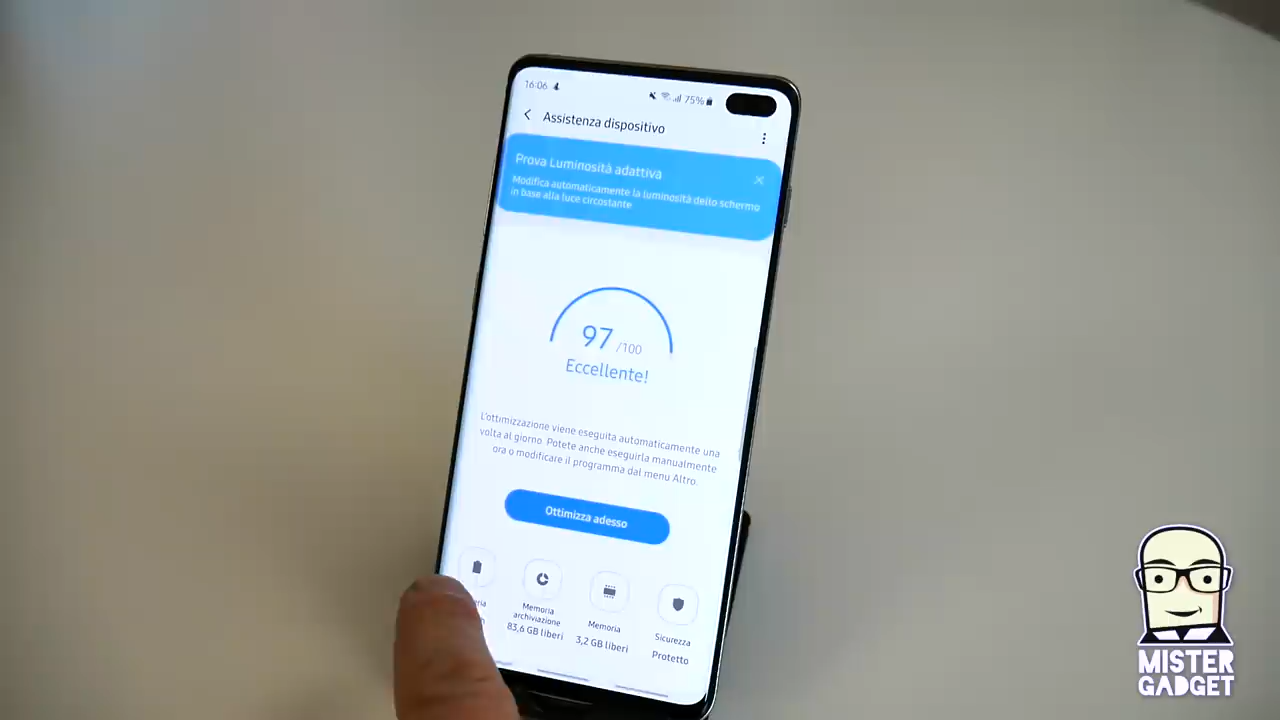 16:06
75%
Assistenza dispositivo
Prova Luminosità adattiva
Modifica automaticamente la luminosità dello schermo
in base alla luce circostante
97 /100
Eccellente!
L'ottimizzazione viene eseguita automaticamente una
volta al giorno. Potete anche eseguirla manualmente
ora o modificare il programma dal menu Altro.
Ottimizza adesso
Memoria
archiviazione
83,6 GB liberi
Memoria
3,2 GB liberi
Sicurezza
Protetto
MISTER
GADGET